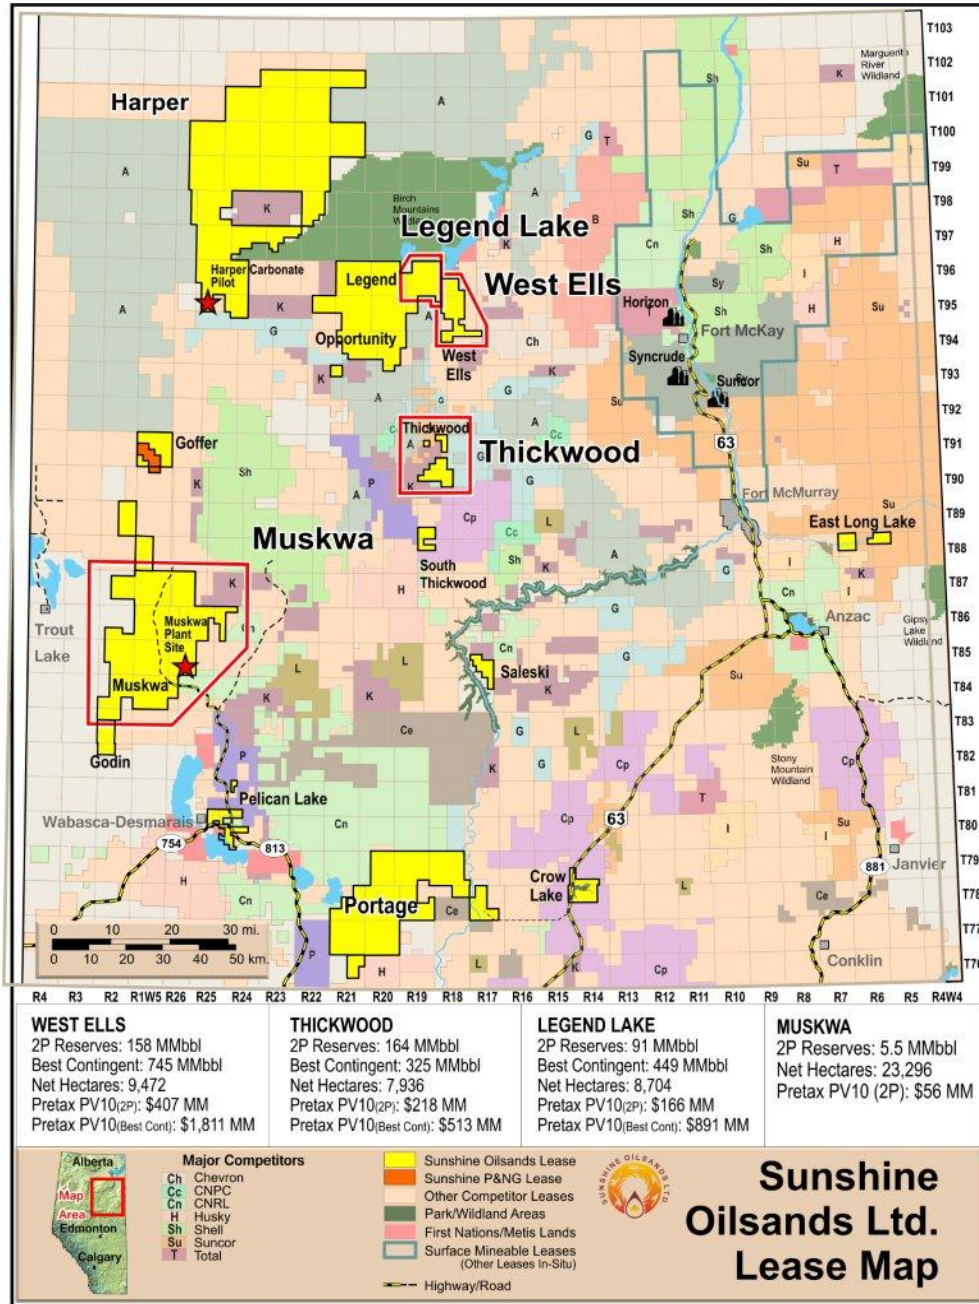 T103
T102
T101
T100
T99
T98
T97
T96
T95
T94
T93
T92
T91
T90
T89
T88
T87
T86
T85
T84
T83
T82
T81
T80
T79
T78
T77
T76
Marguerite
River
Wildland
Harper
Birch
Mountains
Legend Lake
West Ells
Harper
Pilot
Carbonate
Legend
Opportunity
West
Ells
Horizon
Fort McKay
Syncrude
Suncor
Goffer
Thickwood
Thickwood
63
Fort McMurray
East Long Lake
Muskwa
South
Thickwood
Trout
Lake
Muskwa
Plant
Site
Muskwa
Anzac
Gipsy
Lake
Wildland
Saleski
Godin
Stony
Mountain
Wildland
Pelican Lake
Wabasca-Desmarais
754
813
63
Janvier
881
Crow
Lake
Portage
Conklin
0 10 20 30 mi.
0 10 20 30 40 50 km.
R4 R3 R2 R1W5 R26 R25 R24 R23 R22 R21 R20 R19 R18 R17 R16 R15 R14 R13 R12 R11 R10 R9 R8 R7 R6 R5 R4W4
WEST ELLS
2P Reserves: 158 MMbbl
Best Contingent: 745 MMbbl
Net Hectares: 9,472
Pretax PV10(2P): $407 MM
Pretax PV10(Best Cont): $1,811 MM
THICKWOOD
2P Reserves: 164 MMbbl
Best Contingent: 325 MMbbl
Net Hectares: 7,936
Pretax PV10(2P): $218 MM
Pretax PV10(Best Cont): $513 MM
LEGEND LAKE
2P Reserves: 91 MMbbl
Best Contingent: 449 MMbbl
Net Hectares: 8,704
Pretax PV10(2P): $166 MM
Pretax PV10(Best Cont): $891 MM
MUSKWA
2P Reserves: 5.5 MMbbl
Net Hectares: 23,296
Pretax PV10 (2P): $56 MM
Alberta
Map
Area
Edmonton
Calgary
Major Competitors
Ch Chevron
Cc CNPC
Cn CNRL
H Husky
Sh Shell
Su Suncor
T Total
Sunshine Oilsands Lease
Sunshine P&NG Lease
Other Competitor Leases
Park/Wildland Areas
First Nations/Metis Lands
Surface Mineable Leases
(Other Leases In-Situ)
Highway/Road
SUNSHINE OILSANDS LTD
Sunshine
Oilsands Ltd.
Lease Map